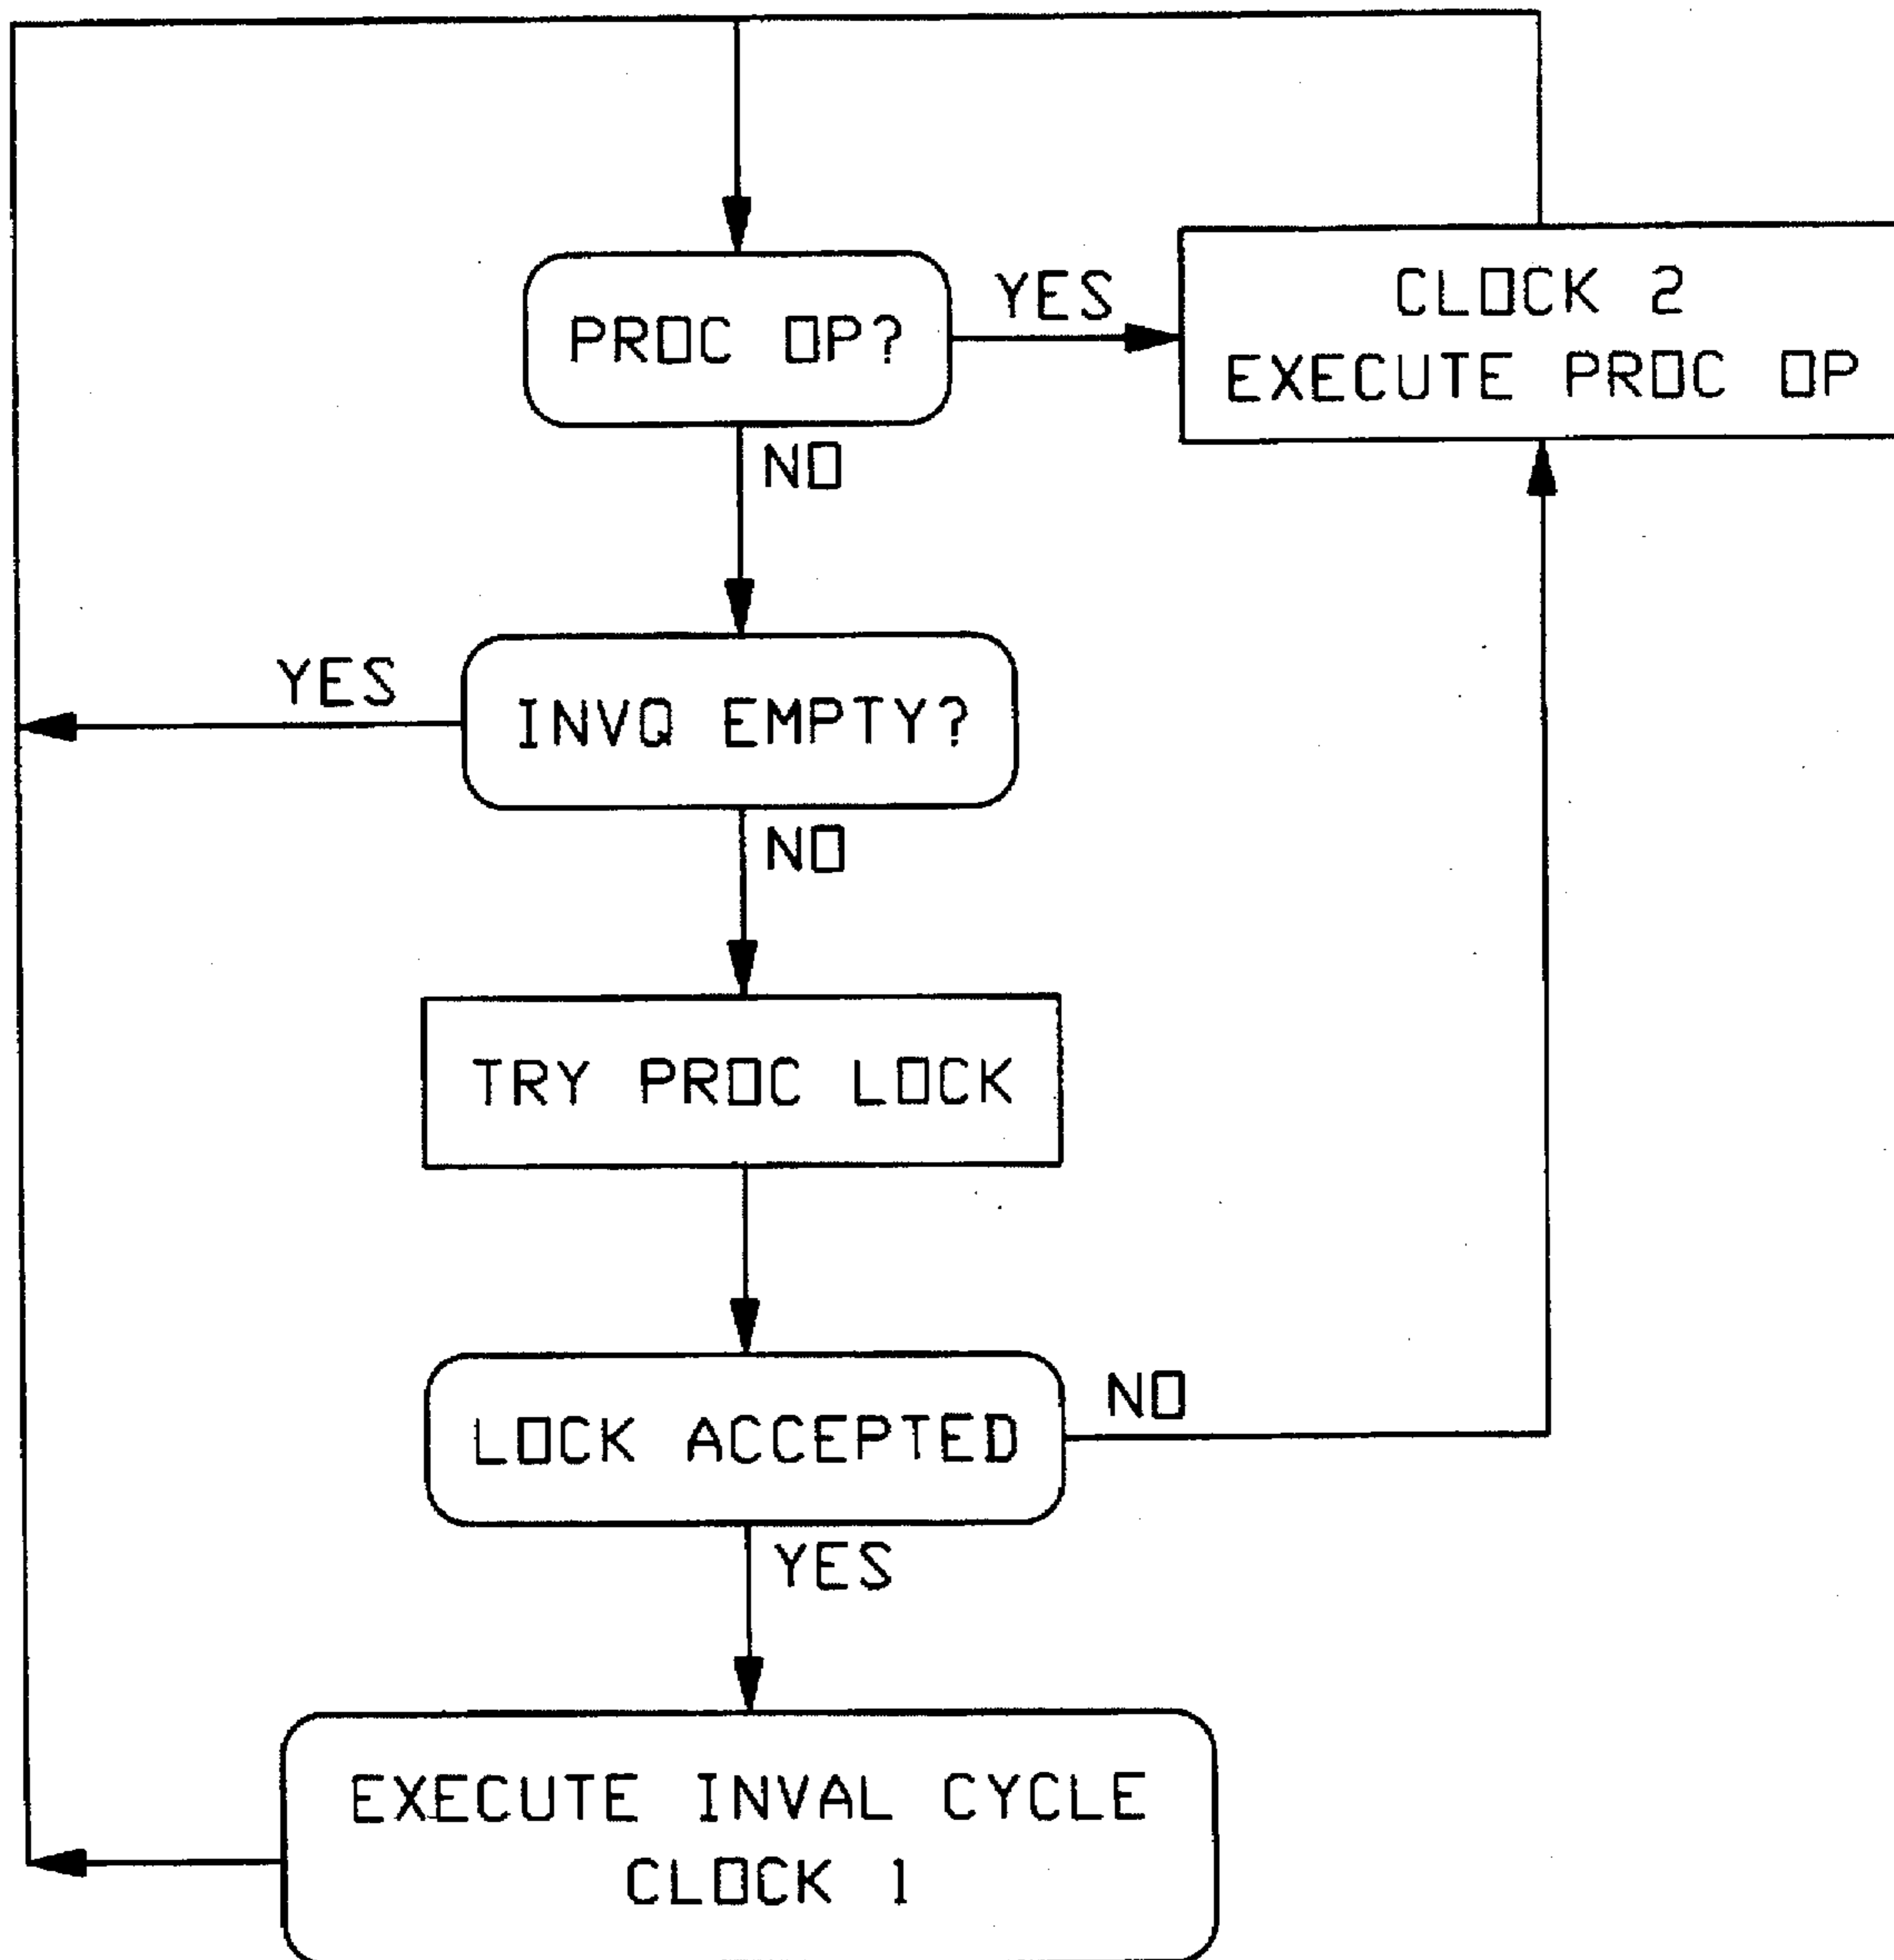 PROC OP?
YES
CLOCK 2
EXECUTE PROC OP
NO
YES
INVQ EMPTY?
NO
TRY PROC LOCK
LOCK ACCEPTED
NO
YES
EXECUTE INVAL CYCLE
CLOCK 1